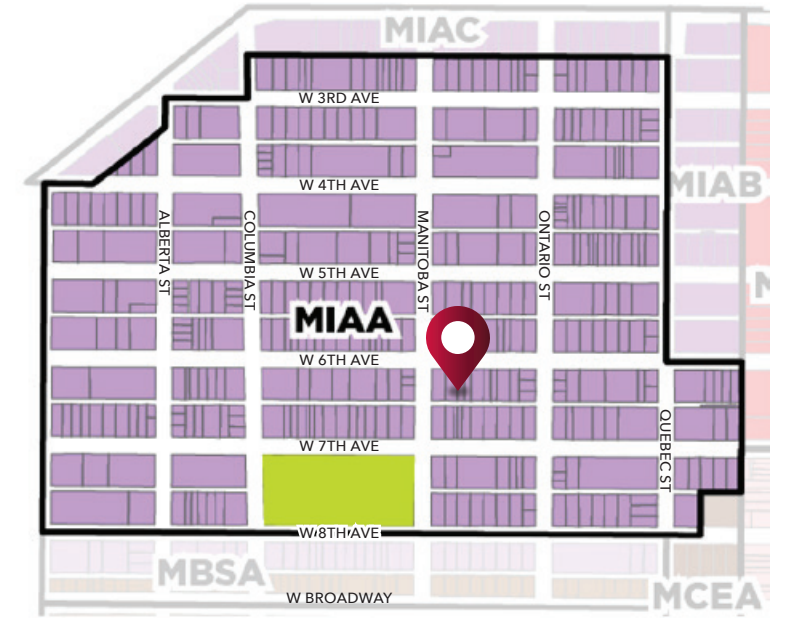 MIAC
W 3RD AVE
MIAB
W 4TH AVE
ALBERTA ST
COLUMBIA ST
MANITOBA ST
ONTARIO ST
W 5TH AVE
MIAA
W 6TH AVE
QUEBEC ST
W 7TH AVE
W 8TH AVE
MBSA
MCEA
W BROADWAY